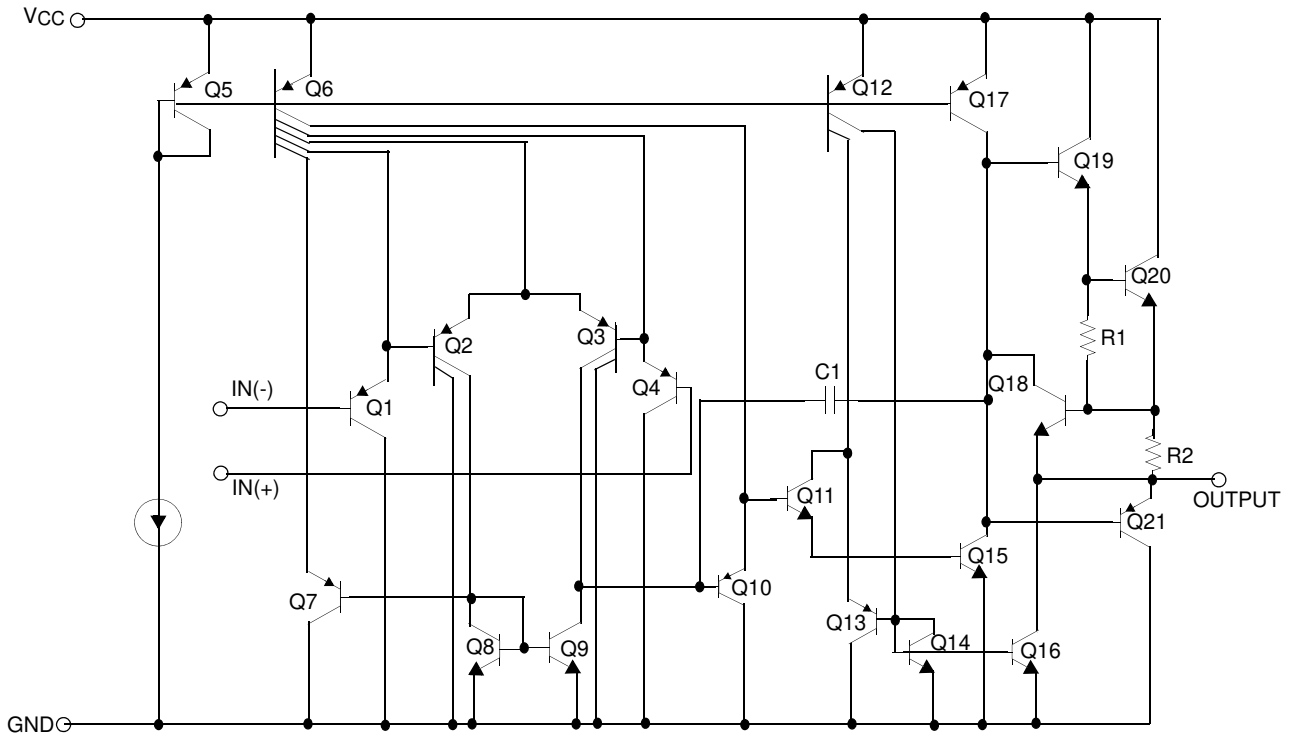 VCC
Q5
Q6
Q12
Q17
Q19
Q20
Q2
Q3
R1
C1
Q18
Q4
IN(-)
Q1
R2
IN(+)
Q11
OUTPUT
Q21
Q15
Q10
Q7
Q13
Q8
Q9
Q14
Q16
GND